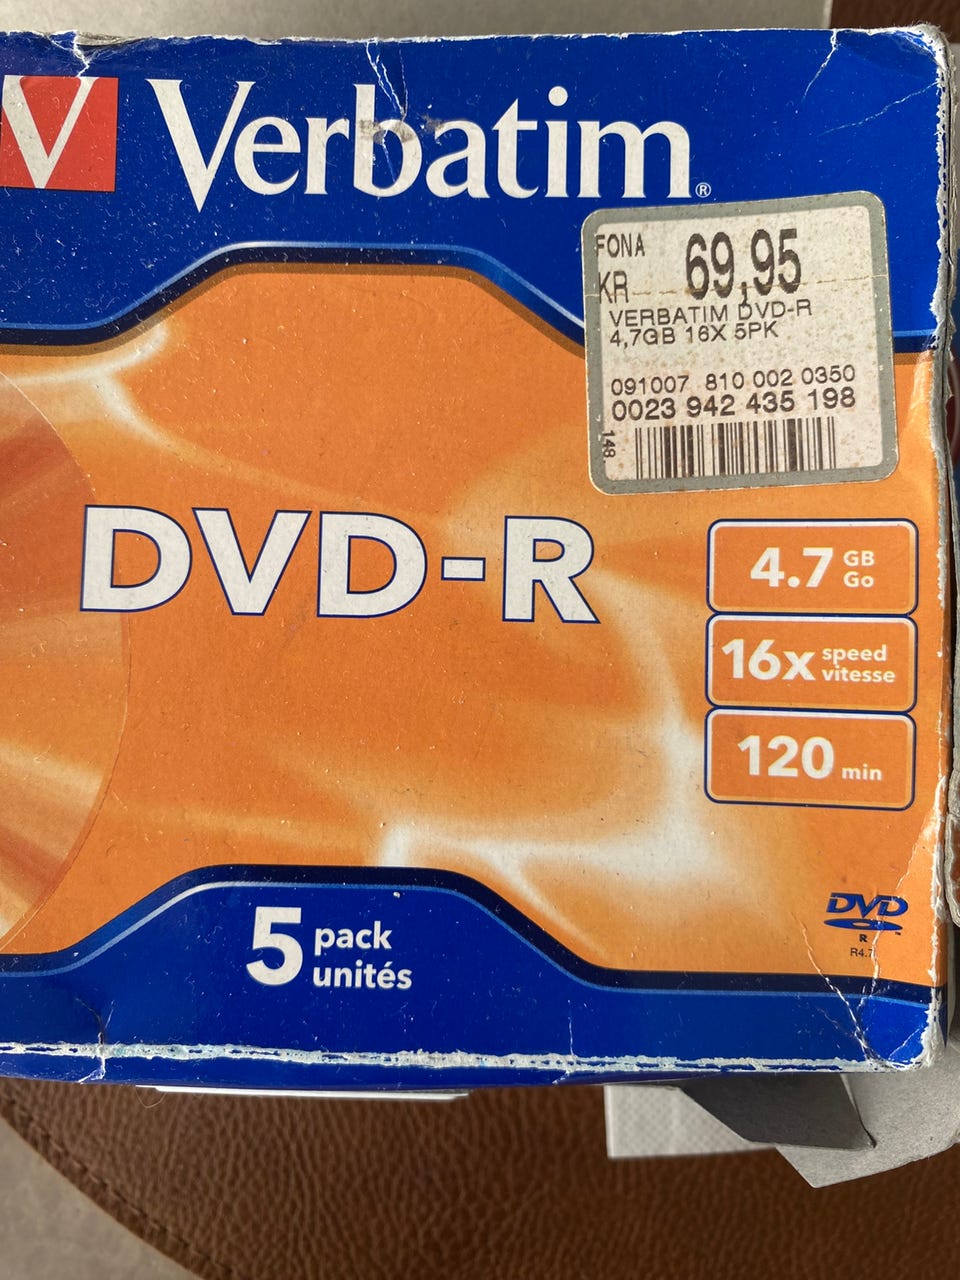 V Verbatim®
FONA
KR 69,95
VERBATIM DVD-R
4,7GB 16X 5PK
091007 810 002 0350
0023 942 435 198
148
DVD-R
4.7 GB
Go
16x speed
vitesse
120 min
5 pack
unités
DVD™
R
R4.7